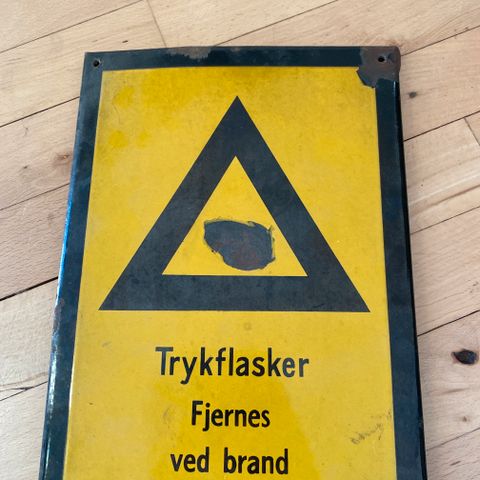 Trykflasker
Fjernes
ved brand